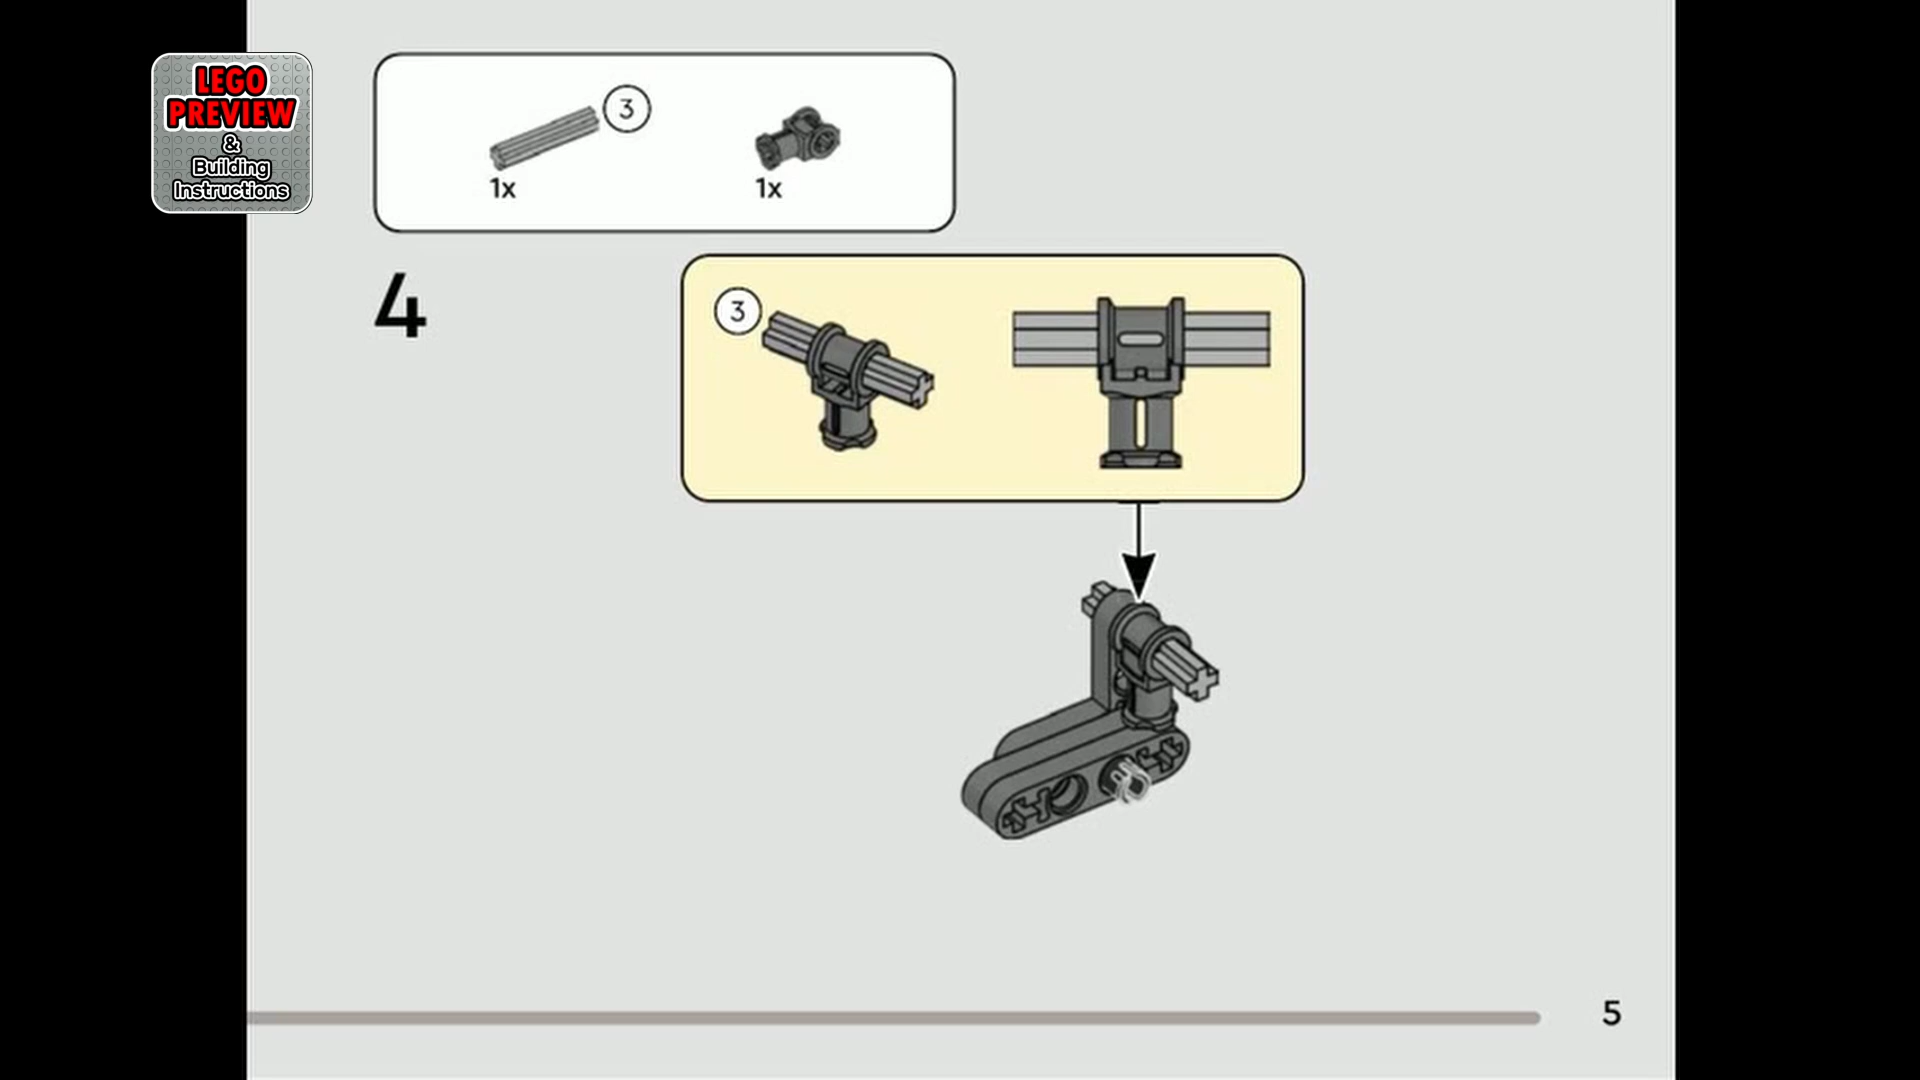 LEGO
PREVIEW
&
Building
Instructions
3
1x
1x
4
3
5